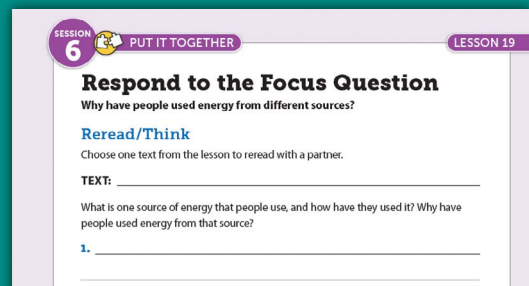 SESSION
6
PUT IT TOGETHER
LESSON 19
Respond to the Focus Question
Why have people used energy from different sources?
Reread/Think
Choose one text from the lesson to reread with a partner.
TEXT:
What is one source of energy that people use, and how have they used it? Why have
people used energy from that source?
1.